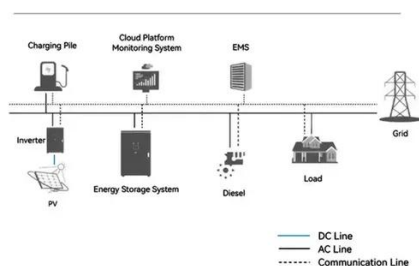 Charging Pile
Cloud Platform
Monitoring System
EMS
Grid
Inverter
PV
Energy Storage System
Diesel
Load
DC Line
AC Line
Communication Line